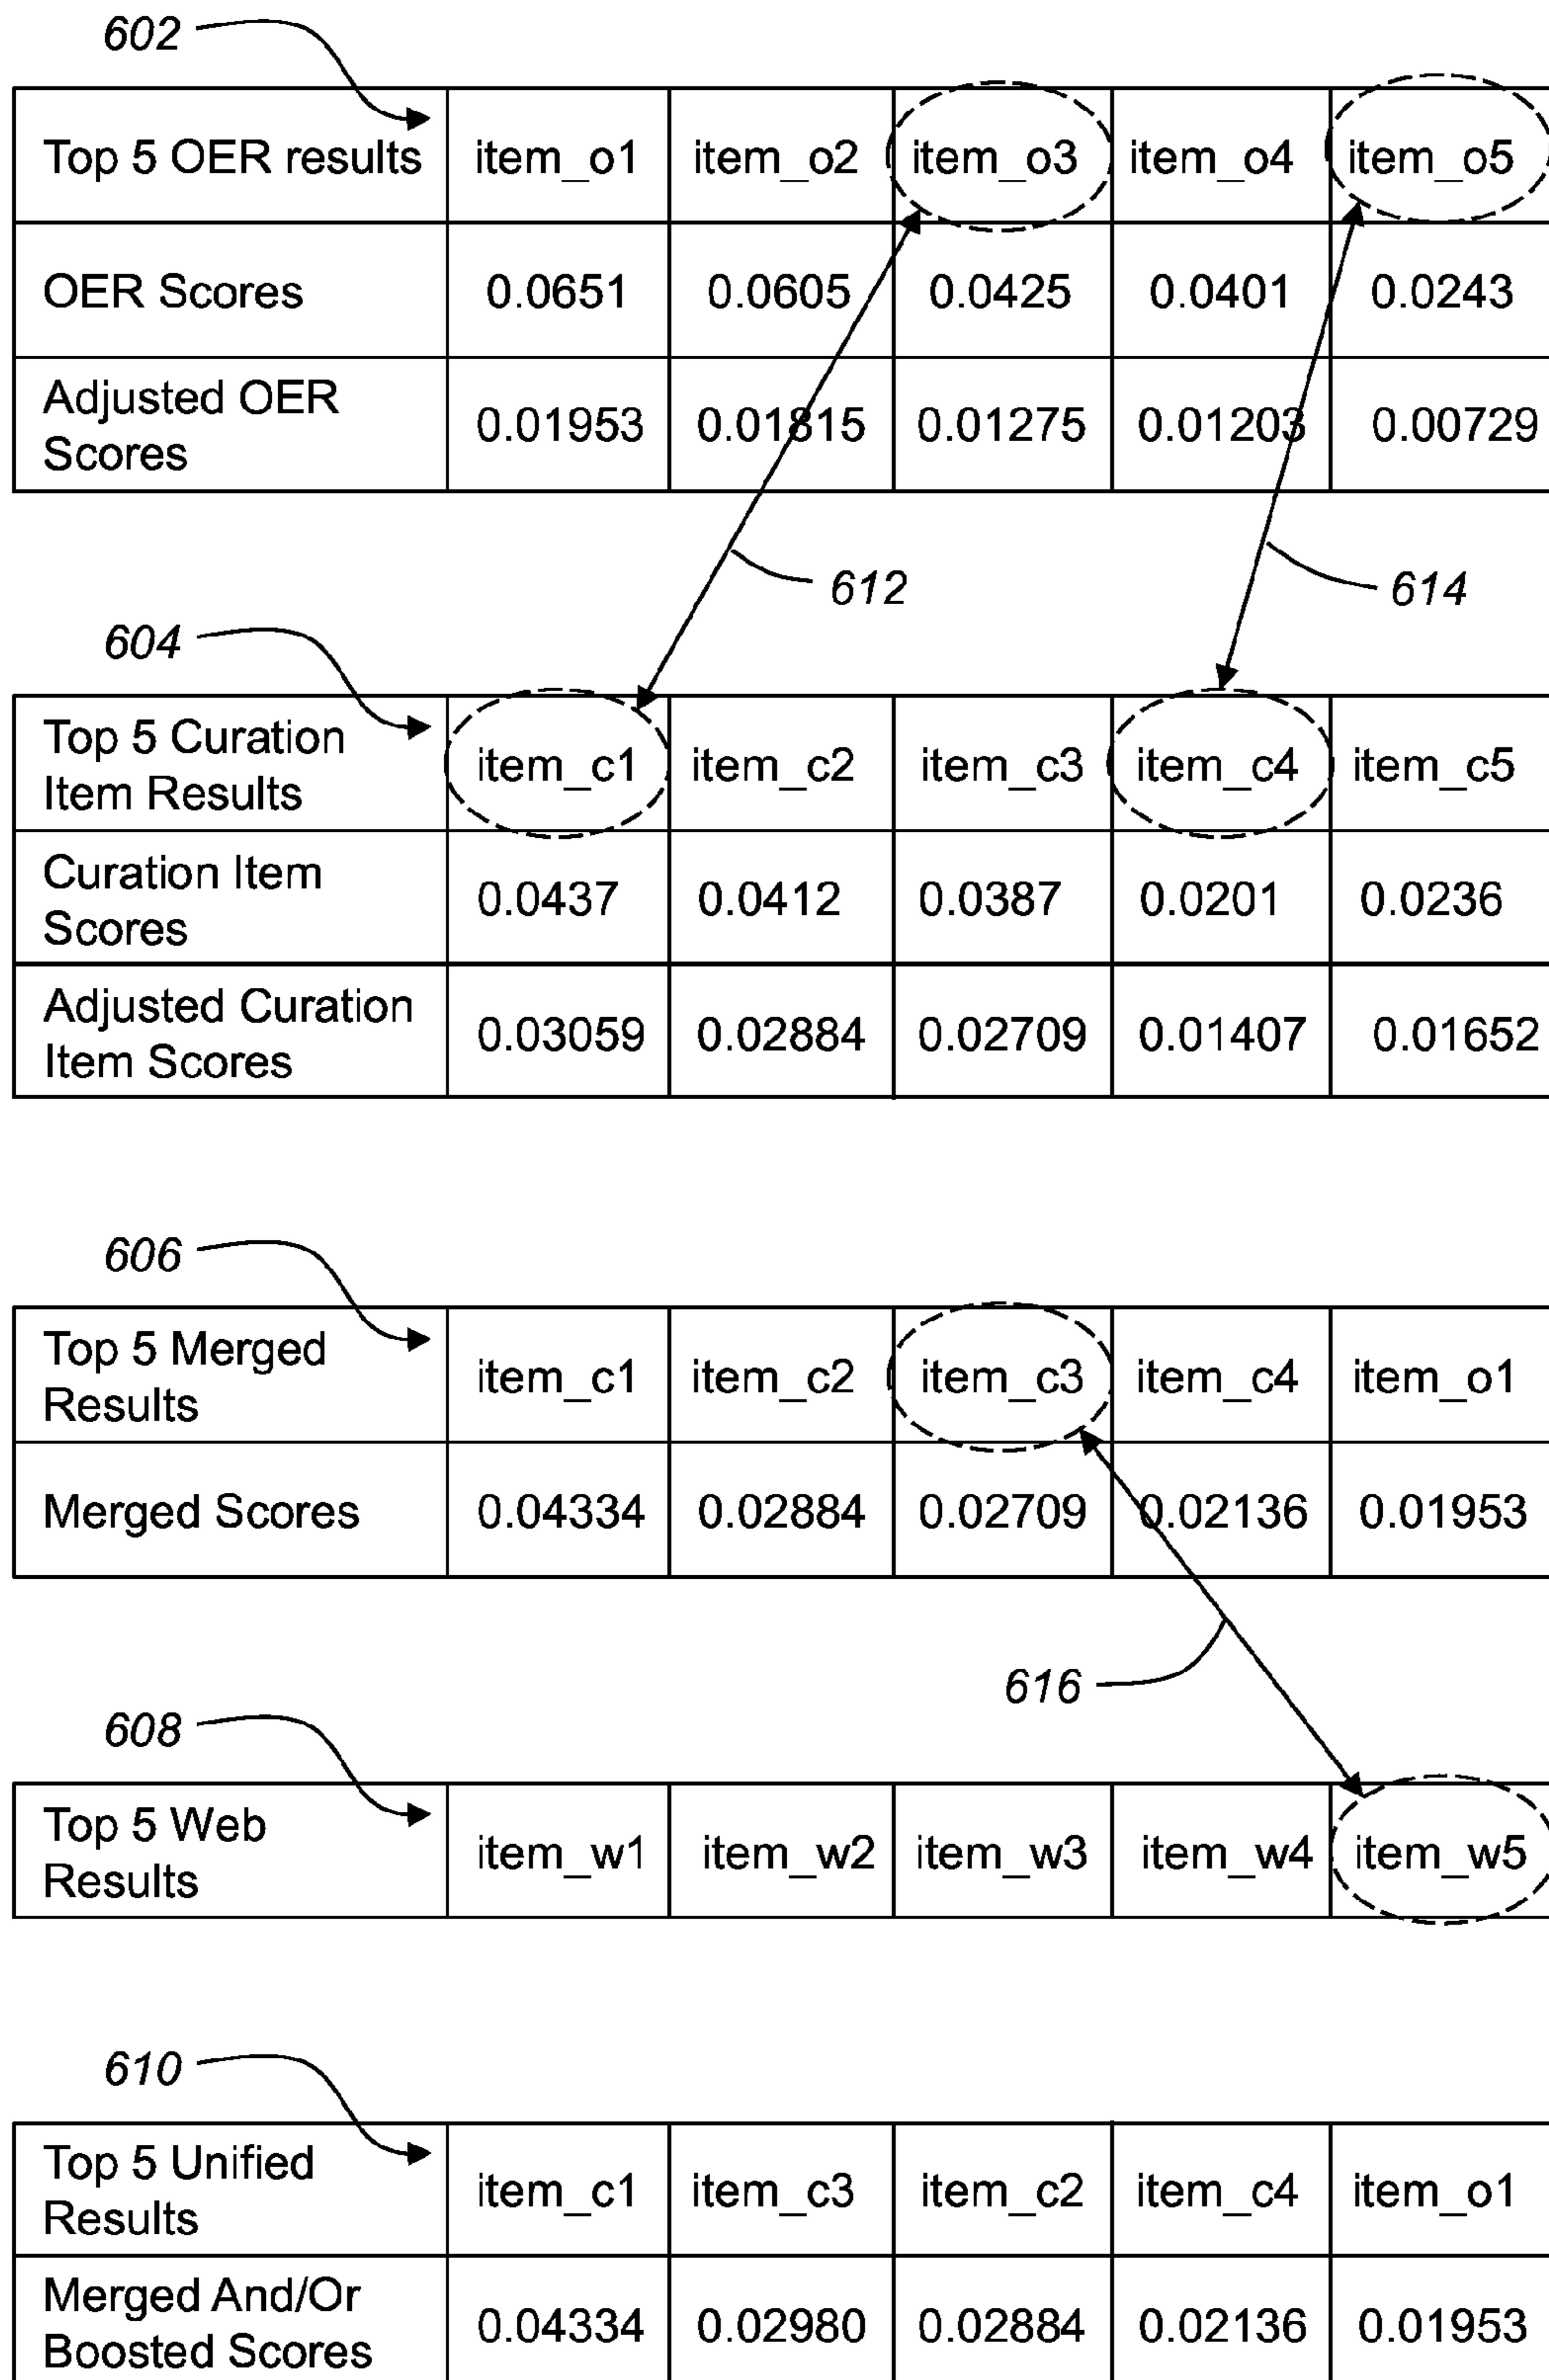 602
Top 5 OER results item_o1 item_o2 item_o3 item_o4 item_o5
OER Scores 0.0651 0.0605 0.0425 0.0401 0.0243
Adjusted OER
Scores 0.01953 0.01815 0.01275 0.01203 0.00729
612 614
604
Top 5 Curation
Item Results item_c1 item_c2 item_c3 item_c4 item_c5
Curation Item
Scores 0.0437 0.0412 0.0387 0.0201 0.0236
Adjusted Curation
Item Scores 0.03059 0.02884 0.02709 0.01407 0.01652
606
Top 5 Merged
Results item_c1 item_c2 item_c3 item_c4 item_o1
Merged Scores 0.04334 0.02884 0.02709 0.02136 0.01953
616
608
Top 5 Web
Results item_w1 item_w2 item_w3 item_w4 item_w5
610
Top 5 Unified
Results item_c1 item_c3 item_c2 item_c4 item_o1
Merged And/Or
Boosted Scores 0.04334 0.02980 0.02884 0.02136 0.01953